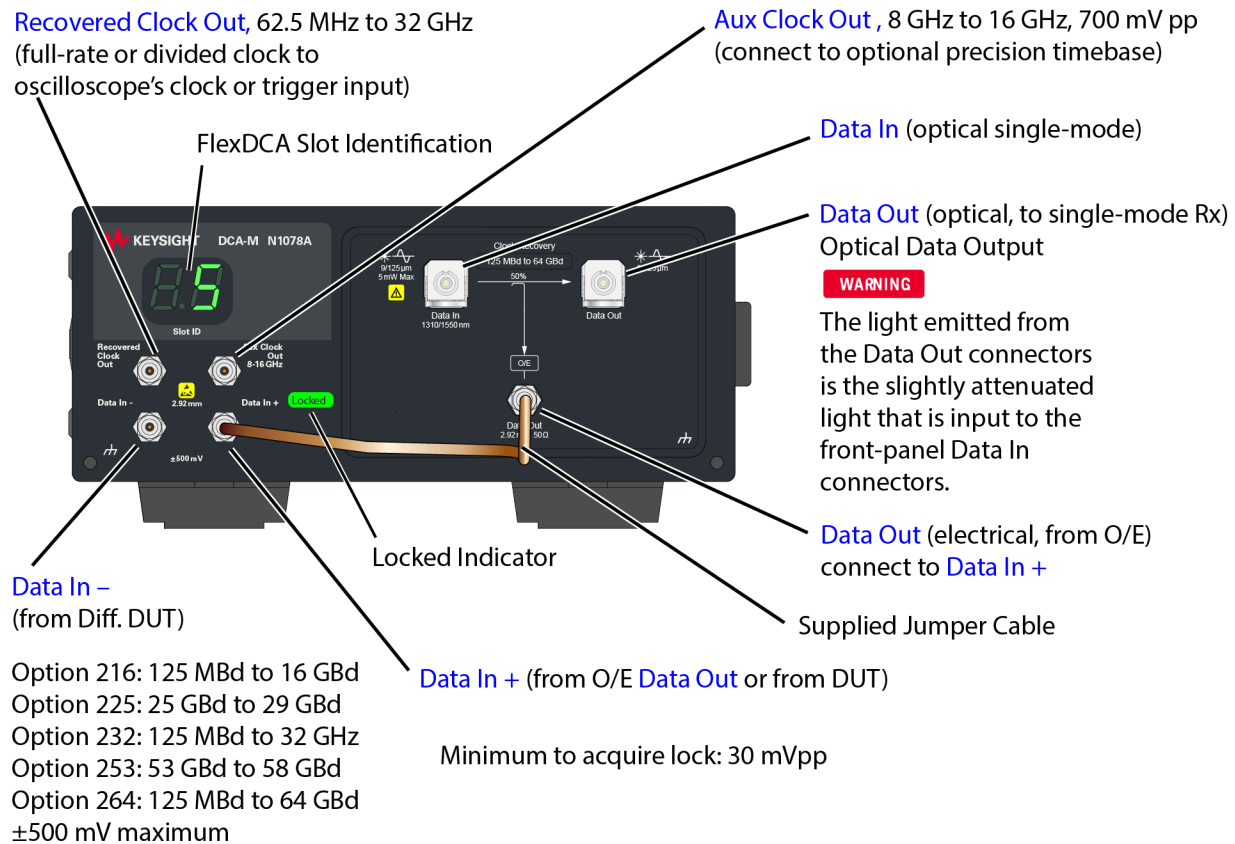 Recovered Clock Out, 62.5 MHz to 32 GHz
(full-rate or divided clock to
oscilloscope's clock or trigger input)
Aux Clock Out , 8 GHz to 16 GHz, 700 mV pp
(connect to optional precision timebase)
FlexDCA Slot Identification
Data In (optical single-mode)
Data Out (optical, to single-mode Rx)
Optical Data Output
WARNING
The light emitted from
the Data Out connectors
is the slightly attenuated
light that is input to the
front-panel Data In
connectors.
KEYSIGHT DCA-M N1078A
5
Slot ID
Recovered
Clock
Out
Clock
Out
8-16 GHz
Data In –
2.92 mm
Data In +
Locked
±500 mV
9/125 µm
5 mW Max
125 MBd to 64 GBd
50%
Data In
1310/1550 nm
Data Out
O/E
50Ω
Data Out (electrical, from O/E)
connect to Data In +
Locked Indicator
Supplied Jumper Cable
Data In –
(from Diff. DUT)
Option 216: 125 MBd to 16 GBd
Option 225: 25 GBd to 29 GBd
Option 232: 125 MBd to 32 GHz
Option 253: 53 GBd to 58 GBd
Option 264: 125 MBd to 64 GBd
±500 mV maximum
Data In + (from O/E Data Out or from DUT)
Minimum to acquire lock: 30 mVpp